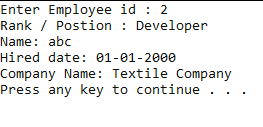 Enter Employee id : 2
Rank / Postion : Developer
Name: abc
Hired date: 01-01-2000
Company Name: Textile Company
Press any key to continue . . .